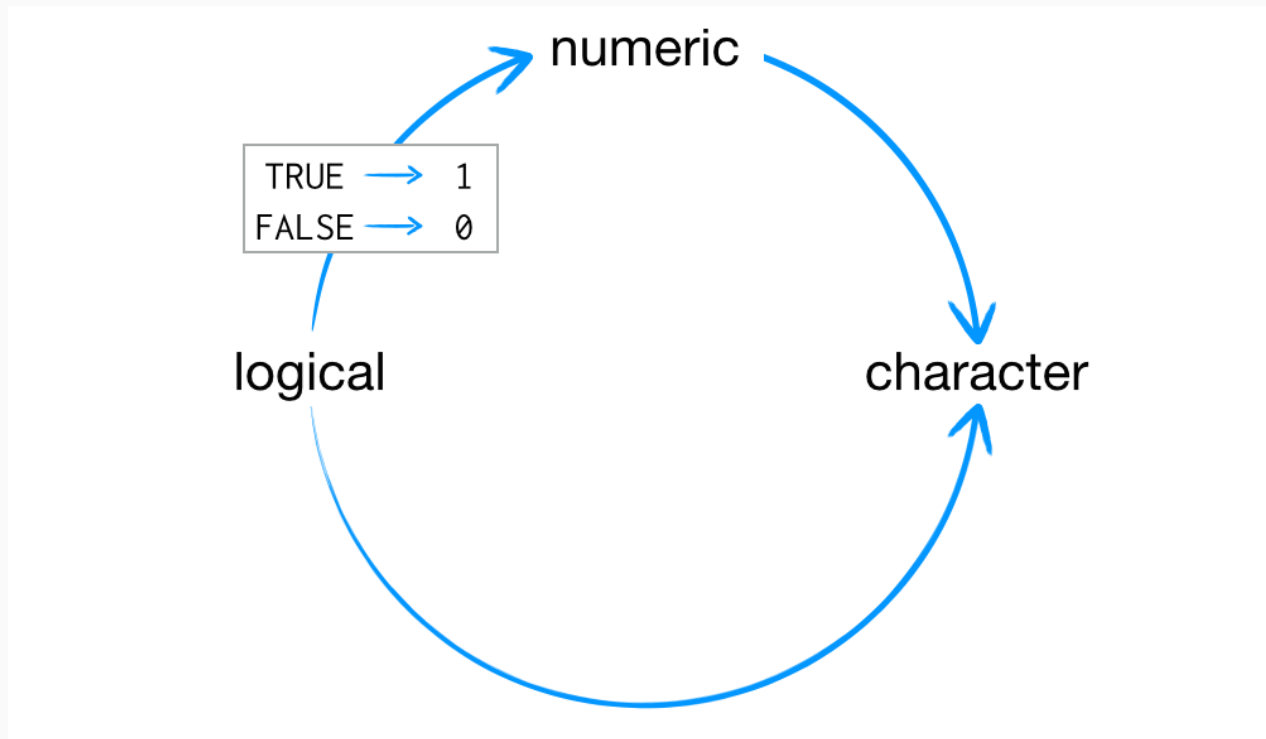 numeric
TRUE → 1
FALSE → 0
logical
character